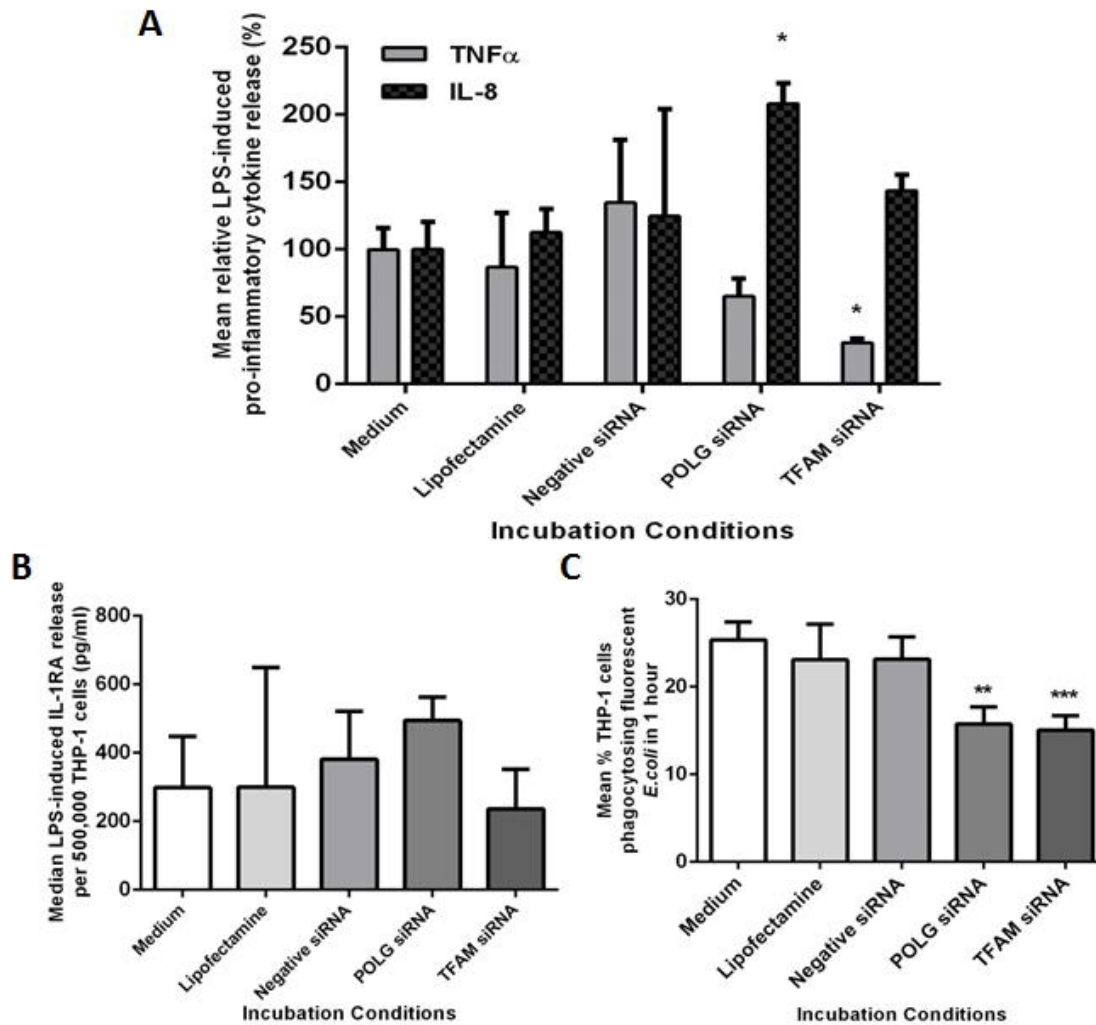 A
Mean relative LPS-induced
pro-inflammatory cytokine release (%)
250
200
150
100
50
0
TNFα
IL-8
*
*
Medium
Lipofectamine
Negative siRNA
POLG siRNA
TFAM siRNA
Incubation Conditions
B
Median LPS-induced IL-1RA release
per 500,000 THP-1 cells (pg/ml)
800
600
400
200
0
Medium
Lipofectamine
Negative siRNA
POLG siRNA
TFAM siRNA
Incubation Conditions
C
Mean % THP-1 cells
phagocytosing fluorescent
E.coli in 1 hour
30
20
10
0
**
***
Medium
Lipofectamine
Negative siRNA
POLG siRNA
TFAM siRNA
Incubation Conditions